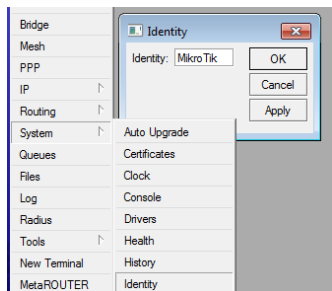 Bridge
Mesh
PPP
IP
Routing
System
Queues
Files
Log
Radius
Tools
New Terminal
MetaROUTER
Identity
Identity: MikroTik
OK
Cancel
Apply
Auto Upgrade
Certificates
Clock
Console
Drivers
Health
History
Identity